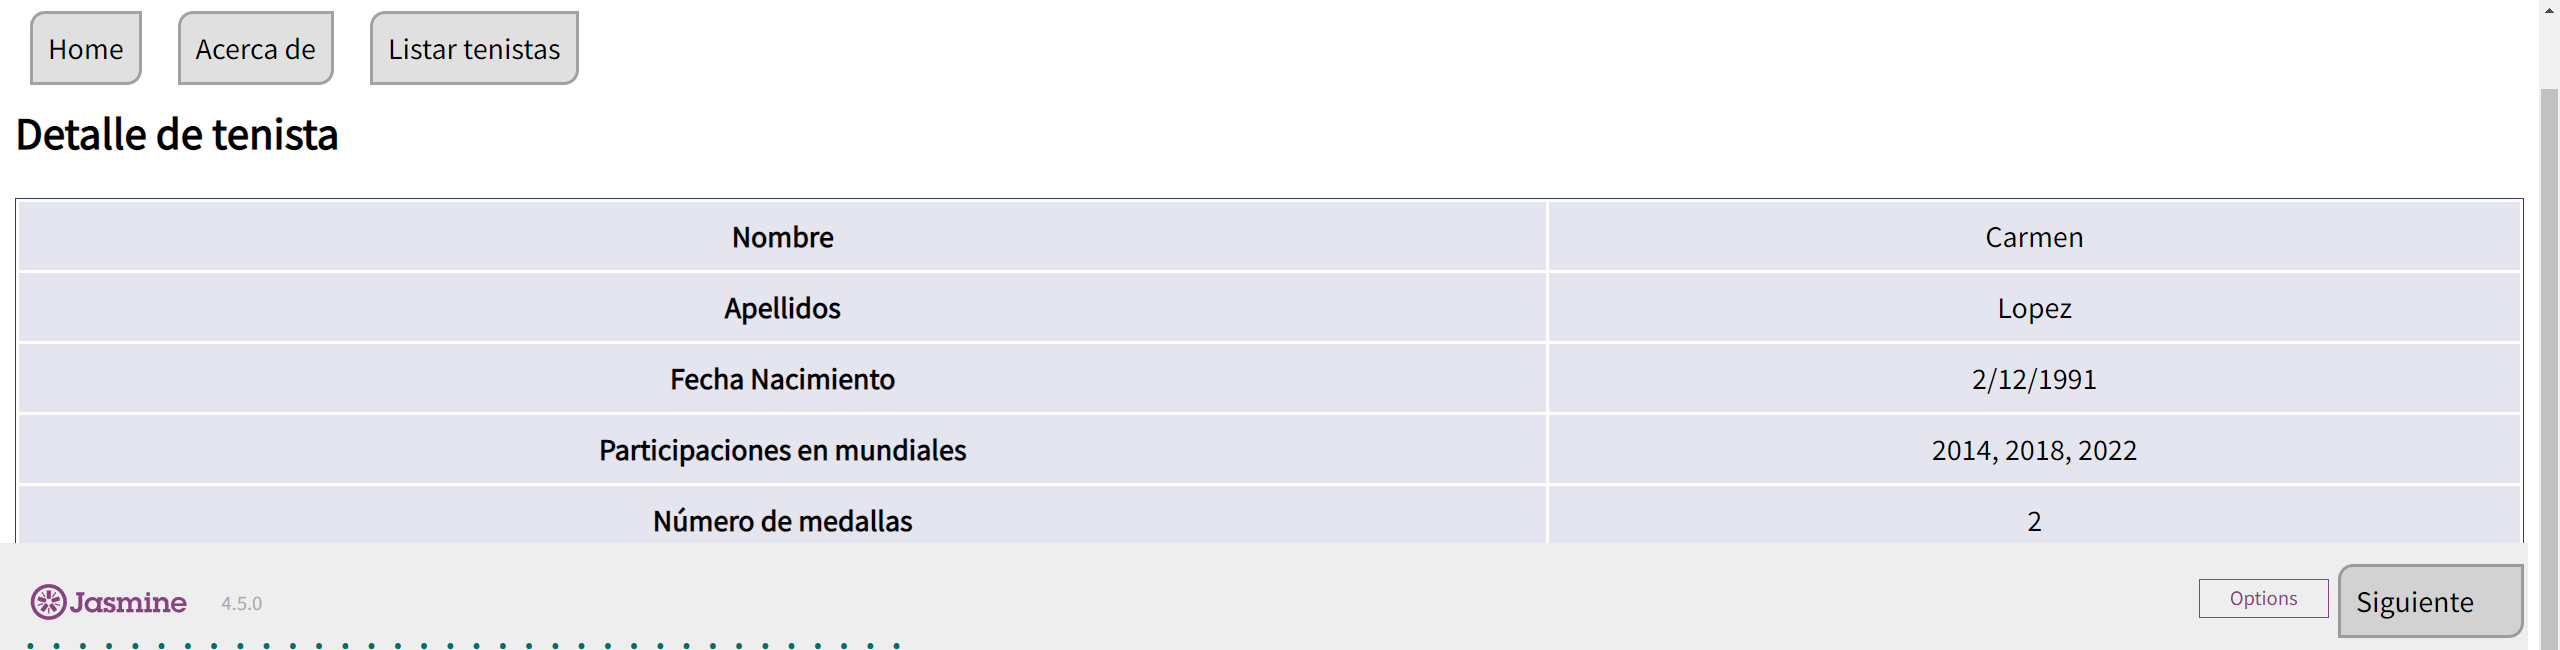 Home Acerca de Listar tenistas
Detalle de tenista
Nombre Carmen
Apellidos Lopez
Fecha Nacimiento 2/12/1991
Participaciones en mundiales 2014, 2018, 2022
Número de medallas 2
Jasmine 4.5.0 Options Siguiente